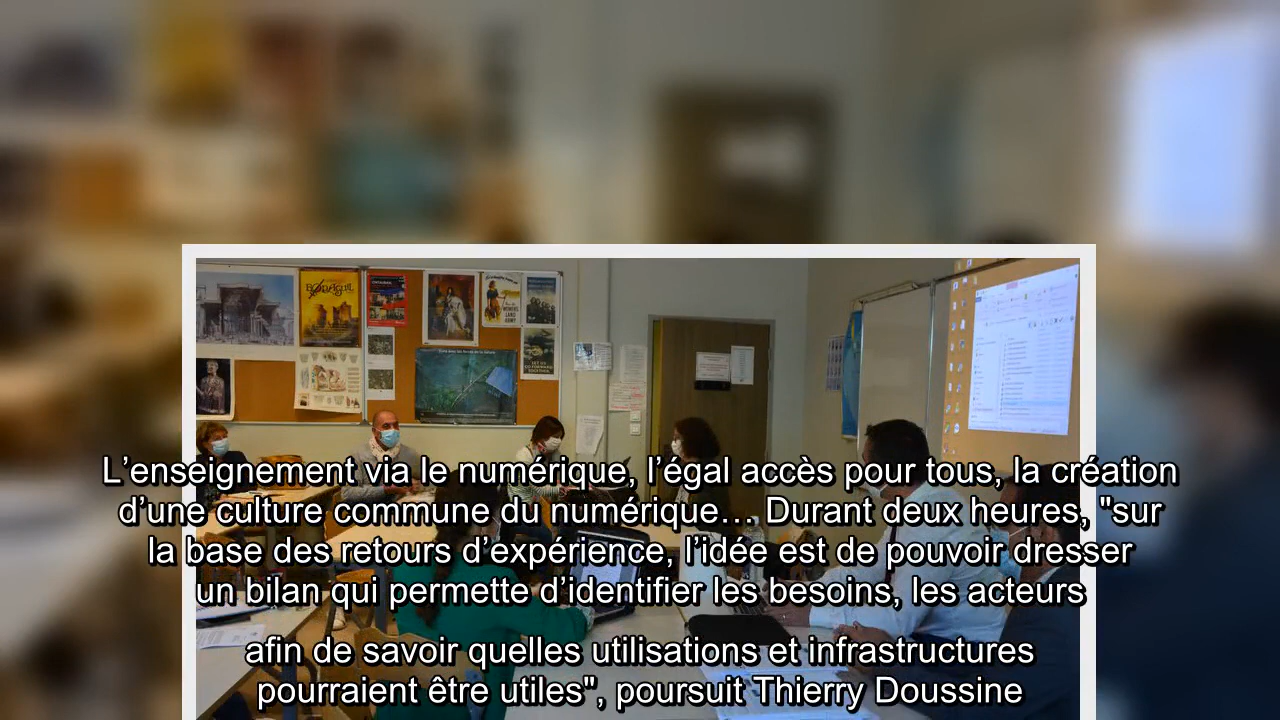 BONAGUIL
L’enseignement via le numérique, l’égal accès pour tous, la création
d’une culture commune du numérique… Durant deux heures, "sur
la base des retours d’expérience, l’idée est de pouvoir dresser
un bilan qui permette d’identifier les besoins, les acteurs
afin de savoir quelles utilisations et infrastructures
pourraient être utiles", poursuit Thierry Doussine